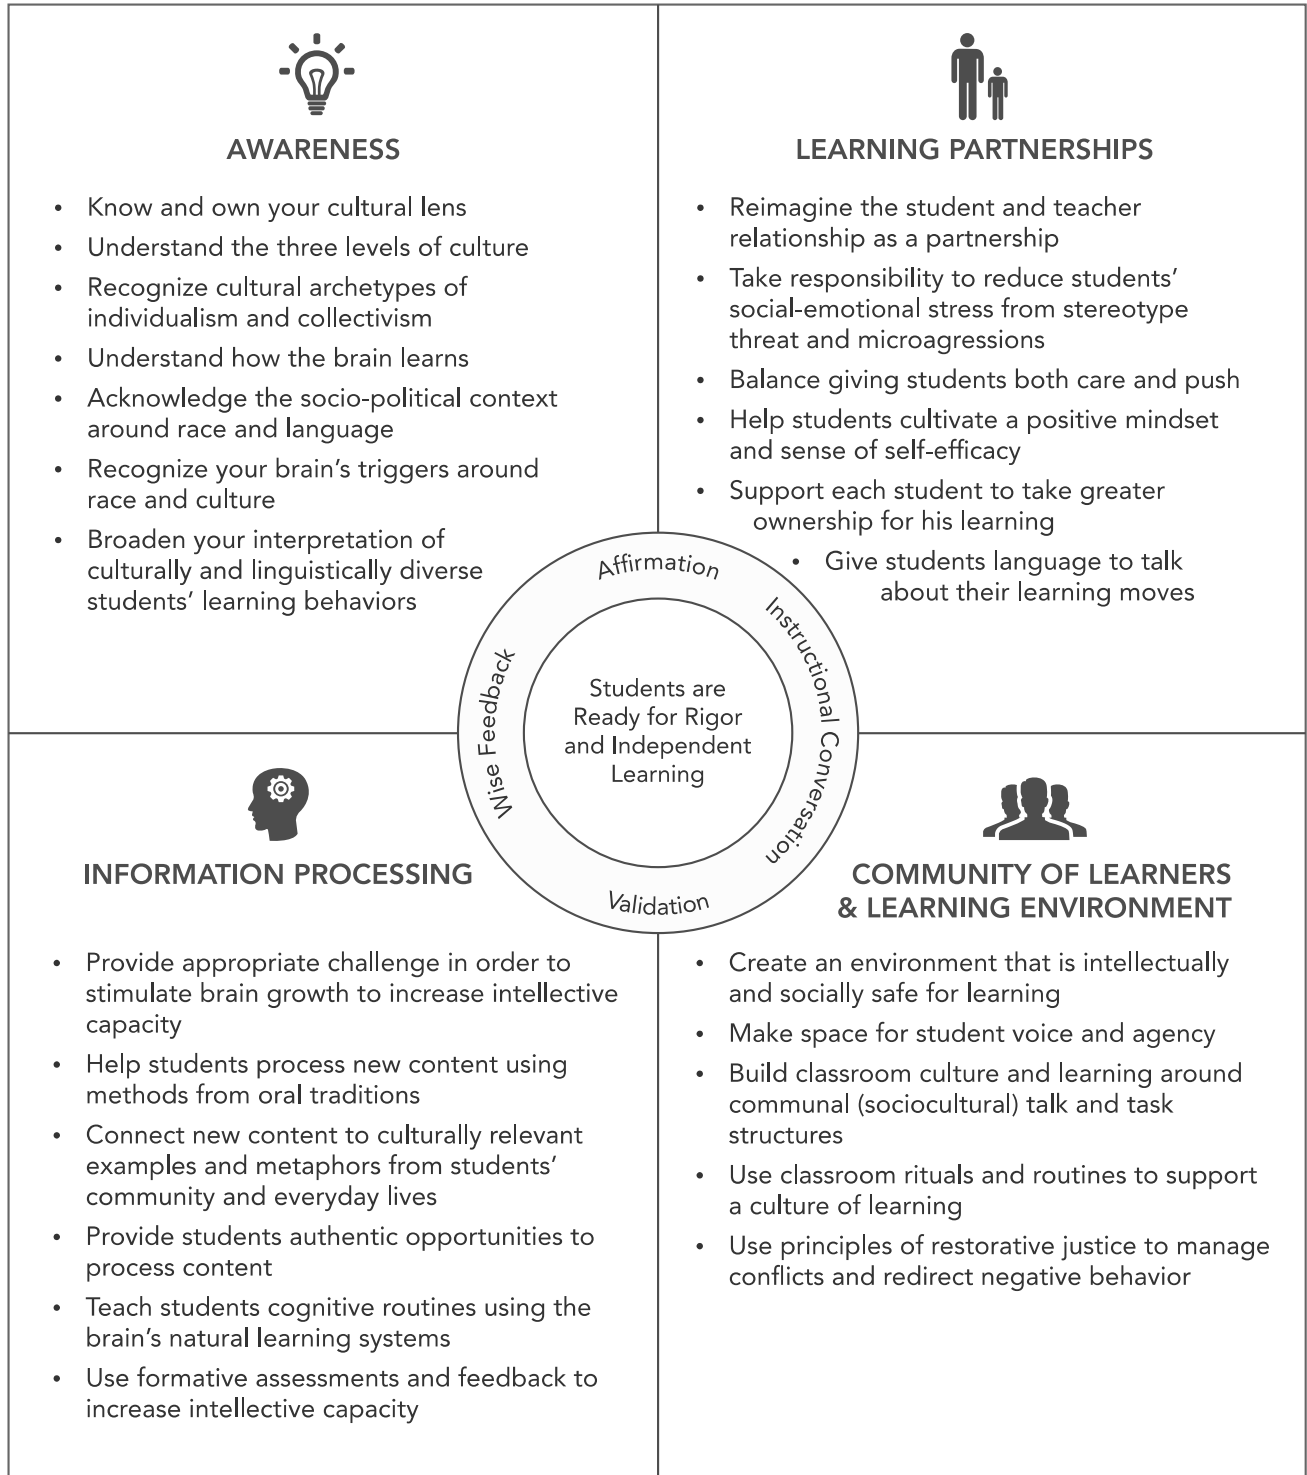 AWARENESS
• Know and own your cultural lens
• Understand the three levels of culture
• Recognize cultural archetypes of
individualism and collectivism
• Understand how the brain learns
• Acknowledge the socio-political context
around race and language
• Recognize your brain's triggers around
race and culture
• Broaden your interpretation of
culturally and linguistically diverse
students' learning behaviors
LEARNING PARTNERSHIPS
• Reimagine the student and teacher
relationship as a partnership
• Take responsibility to reduce students'
social-emotional stress from stereotype
threat and microagressions
• Balance giving students both care and push
• Help students cultivate a positive mindset
and sense of self-efficacy
• Support each student to take greater
ownership for his learning
• Give students language to talk
about their learning moves
Affirmation
Instructional Conversation
Validation
Wise Feedback
Students are
Ready for Rigor
and Independent
Learning
INFORMATION PROCESSING
• Provide appropriate challenge in order to
stimulate brain growth to increase intellective
capacity
• Help students process new content using
methods from oral traditions
• Connect new content to culturally relevant
examples and metaphors from students'
community and everyday lives
• Provide students authentic opportunities to
process content
• Teach students cognitive routines using the
brain's natural learning systems
• Use formative assessments and feedback to
increase intellective capacity
COMMUNITY OF LEARNERS
& LEARNING ENVIRONMENT
• Create an environment that is intellectually
and socially safe for learning
• Make space for student voice and agency
• Build classroom culture and learning around
communal (sociocultural) talk and task
structures
• Use classroom rituals and routines to support
a culture of learning
• Use principles of restorative justice to manage
conflicts and redirect negative behavior